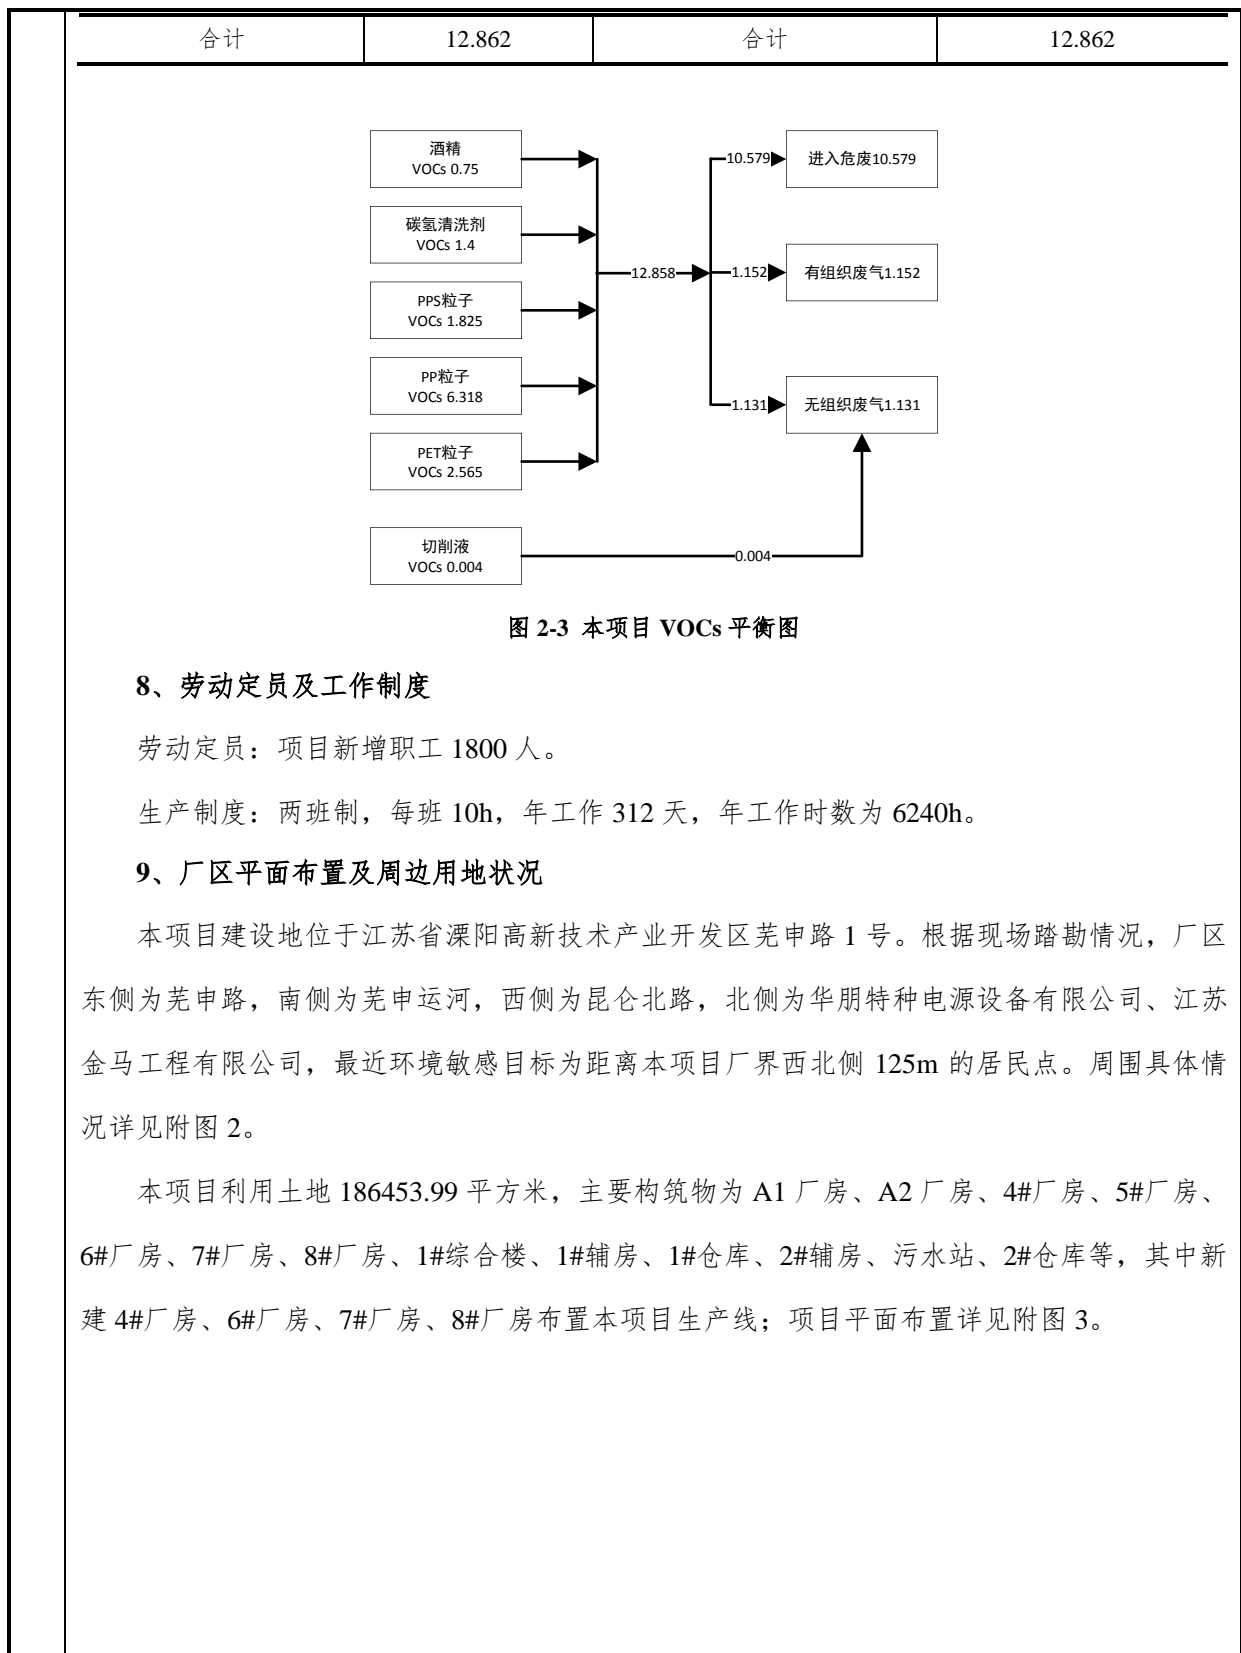 合计 12.862 合计 12.862
酒精
VOCs 0.75
碳氢清洗剂
VOCs 1.4
PPS粒子
VOCs 1.825
PP粒子
VOCs 6.318
PET粒子
VOCs 2.565
切削液
VOCs 0.004
12.858
10.579
进入危废10.579
1.152
有组织废气1.152
1.131
无组织废气1.131
0.004
图 2-3 本项目 VOCs 平衡图
8、劳动定员及工作制度
劳动定员：项目新增职工 1800 人。
生产制度：两班制，每班 10h，年工作 312 天，年工作时数为 6240h。
9、厂区平面布置及周边用地状况
本项目建设地位于江苏省溧阳高新技术产业开发区芜申路 1 号。根据现场踏勘情况，厂区
东侧为芜申路，南侧为芜申运河，西侧为昆仑北路，北侧为华朋特种电源设备有限公司、江苏
金马工程有限公司，最近环境敏感目标为距离本项目厂界西北侧 125m 的居民点。周围具体情
况详见附图 2。
本项目利用土地 186453.99 平方米，主要构筑物为 A1 厂房、A2 厂房、4#厂房、5#厂房、
6#厂房、7#厂房、8#厂房、1#综合楼、1#辅房、1#仓库、2#辅房、污水站、2#仓库等，其中新
建 4#厂房、6#厂房、7#厂房、8#厂房布置本项目生产线；项目平面布置详见附图 3。